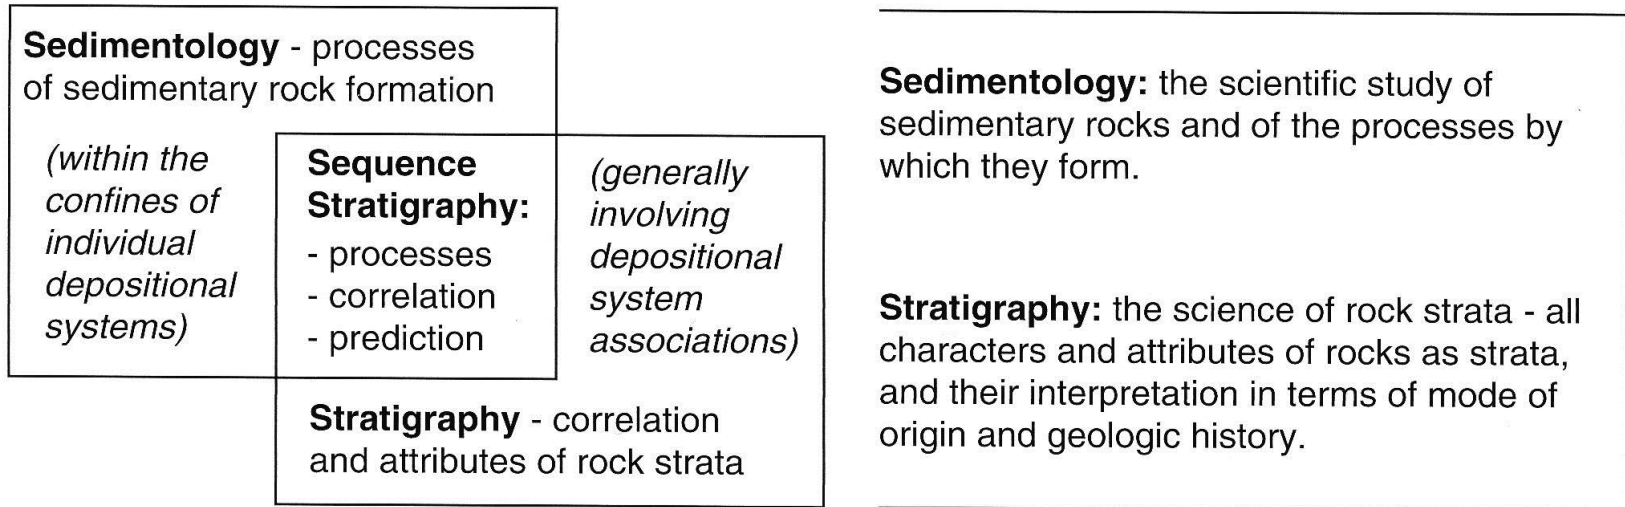 Sedimentology - processes
of sedimentary rock formation
(within the
confines of
individual
depositional
systems)
Sequence
Stratigraphy:
- processes
- correlation
- prediction
(generally
involving
depositional
system
associations)
Stratigraphy - correlation
and attributes of rock strata
Sedimentology: the scientific study of
sedimentary rocks and of the processes by
which they form.
Stratigraphy: the science of rock strata - all
characters and attributes of rocks as strata,
and their interpretation in terms of mode of
origin and geologic history.